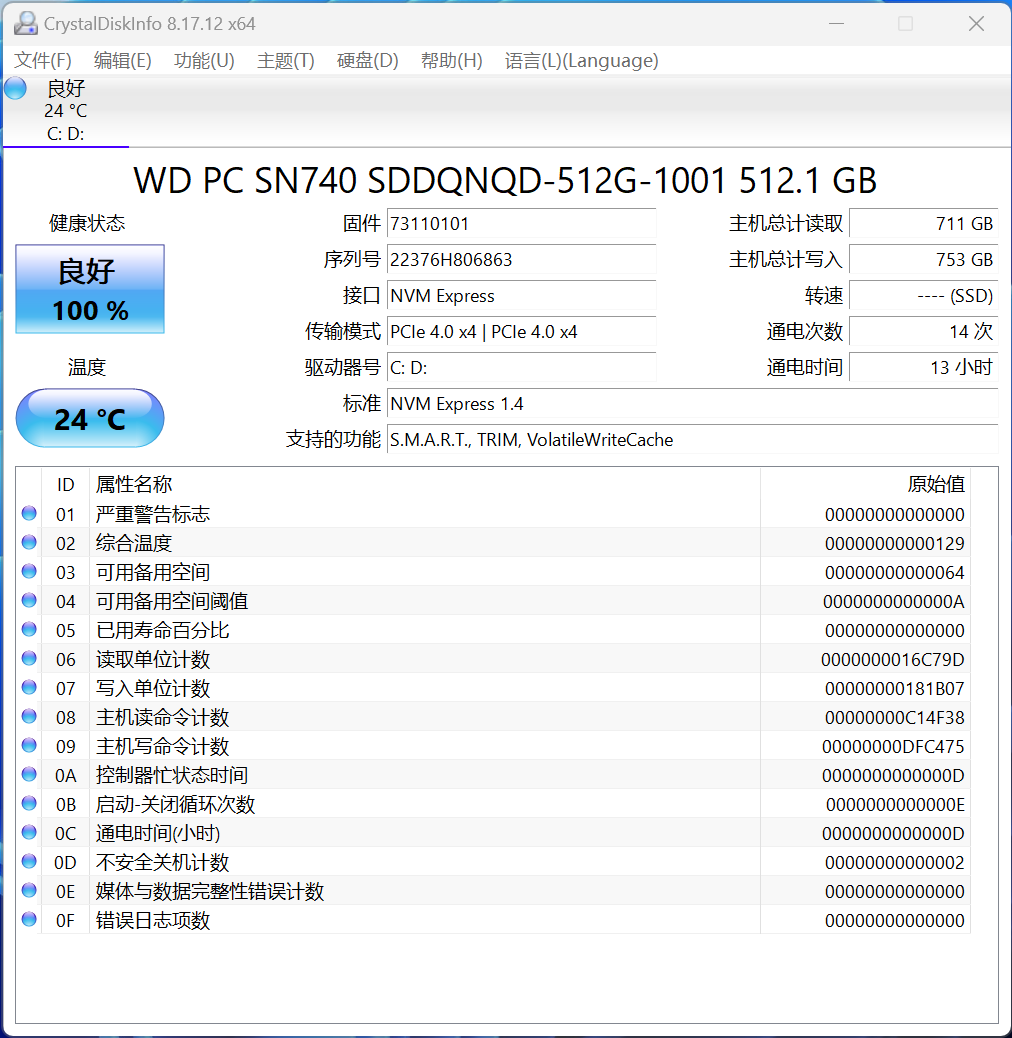 CrystalDiskInfo 8.17.12 x64
文件(F) 编辑(E) 功能(U) 主题(T) 硬盘(D) 帮助(H) 语言(L)(Language)
良好
24 °C
C: D:
WD PC SN740 SDDQNQD-512G-1001 512.1 GB
健康状态
良好
100 %
温度
24 °C
固件 73110101
序列号 22376H806863
接口 NVM Express
传输模式 PCIe 4.0 x4 | PCIe 4.0 x4
驱动器号 C: D:
标准 NVM Express 1.4
支持的功能 S.M.A.R.T., TRIM, VolatileWriteCache
主机总计读取 711 GB
主机总计写入 753 GB
转速 ---- (SSD)
通电次数 14 次
通电时间 13 小时
ID 属性名称 原始值
01 严重警告标志 00000000000000
02 综合温度 00000000000129
03 可用备用空间 00000000000064
04 可用备用空间阈值 0000000000000A
05 已用寿命百分比 00000000000000
06 读取单位计数 0000000016C79D
07 写入单位计数 00000000181B07
08 主机读命令计数 00000000C14F38
09 主机写命令计数 00000000DFC475
0A 控制器忙状态时间 0000000000000D
0B 启动-关闭循环次数 0000000000000E
0C 通电时间(小时) 0000000000000D
0D 不安全关机计数 00000000000002
0E 媒体与数据完整性错误计数 00000000000000
0F 错误日志项数 00000000000000